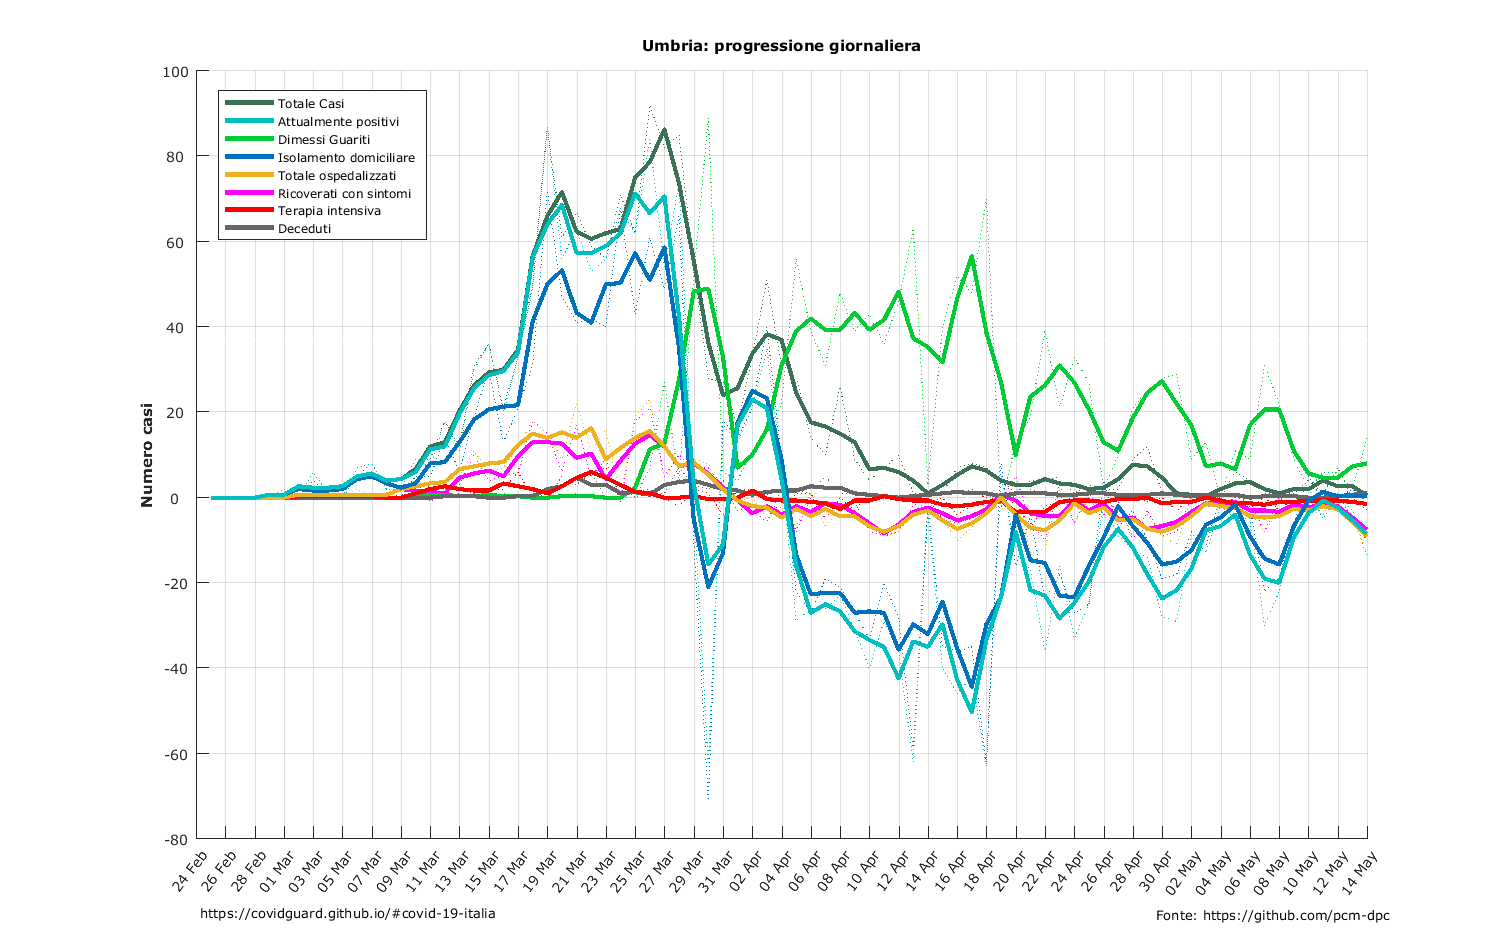 Umbria: progressione giornaliera
100
80
60
40
20
0
-20
-40
-60
-80
Numero casi
Totale Casi
Attualmente positivi
Dimessi Guariti
Isolamento domiciliare
Totale ospedalizzati
Ricoverati con sintomi
Terapia intensiva
Deceduti
24 Feb
26 Feb
28 Feb
01 Mar
03 Mar
05 Mar
07 Mar
09 Mar
11 Mar
13 Mar
15 Mar
17 Mar
19 Mar
21 Mar
23 Mar
25 Mar
27 Mar
29 Mar
31 Mar
02 Apr
04 Apr
06 Apr
08 Apr
10 Apr
12 Apr
14 Apr
16 Apr
18 Apr
20 Apr
22 Apr
24 Apr
26 Apr
28 Apr
30 Apr
02 May
04 May
06 May
08 May
10 May
12 May
14 May
https://covidguard.github.io/#covid-19-italia
Fonte: https://github.com/pcm-dpc